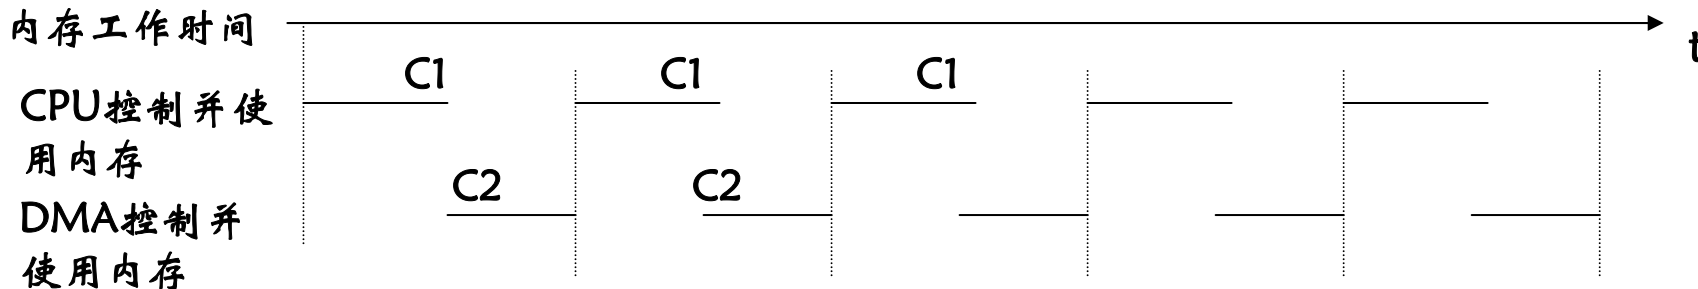 内存工作时间
t
C1 C1 C1
CPU控制并使
用内存
C2 C2
DMA控制并
使用内存